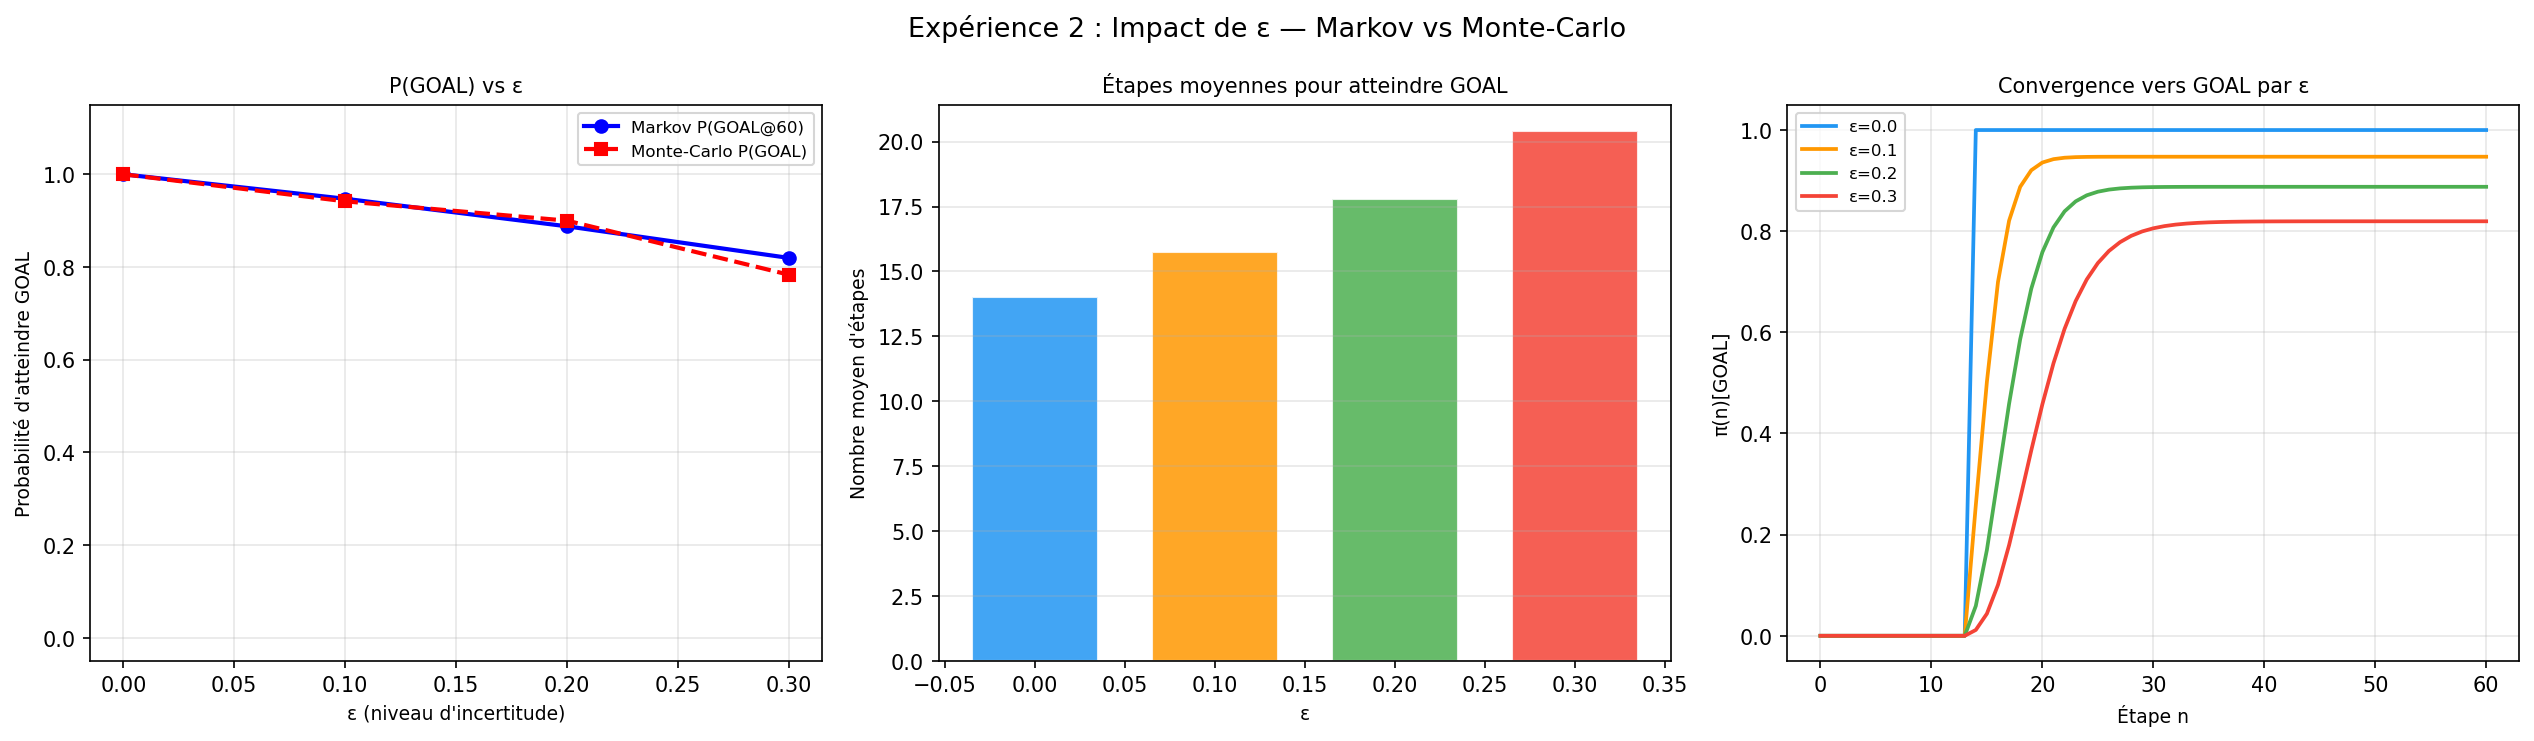 Expérience 2 : Impact de ε — Markov vs Monte-Carlo
P(GOAL) vs ε
Probabilité d'atteindre GOAL
1.0
0.8
0.6
0.4
0.2
0.0
Markov P(GOAL@60)
Monte-Carlo P(GOAL)
0.00 0.05 0.10 0.15 0.20 0.25 0.30
ε (niveau d'incertitude)
Étapes moyennes pour atteindre GOAL
Nombre moyen d'étapes
20.0
17.5
15.0
12.5
10.0
7.5
5.0
2.5
0.0
−0.05 0.00 0.05 0.10 0.15 0.20 0.25 0.30 0.35
ε
Convergence vers GOAL par ε
π(n)[GOAL]
1.0
0.8
0.6
0.4
0.2
0.0
ε=0.0
ε=0.1
ε=0.2
ε=0.3
0 10 20 30 40 50 60
Étape n